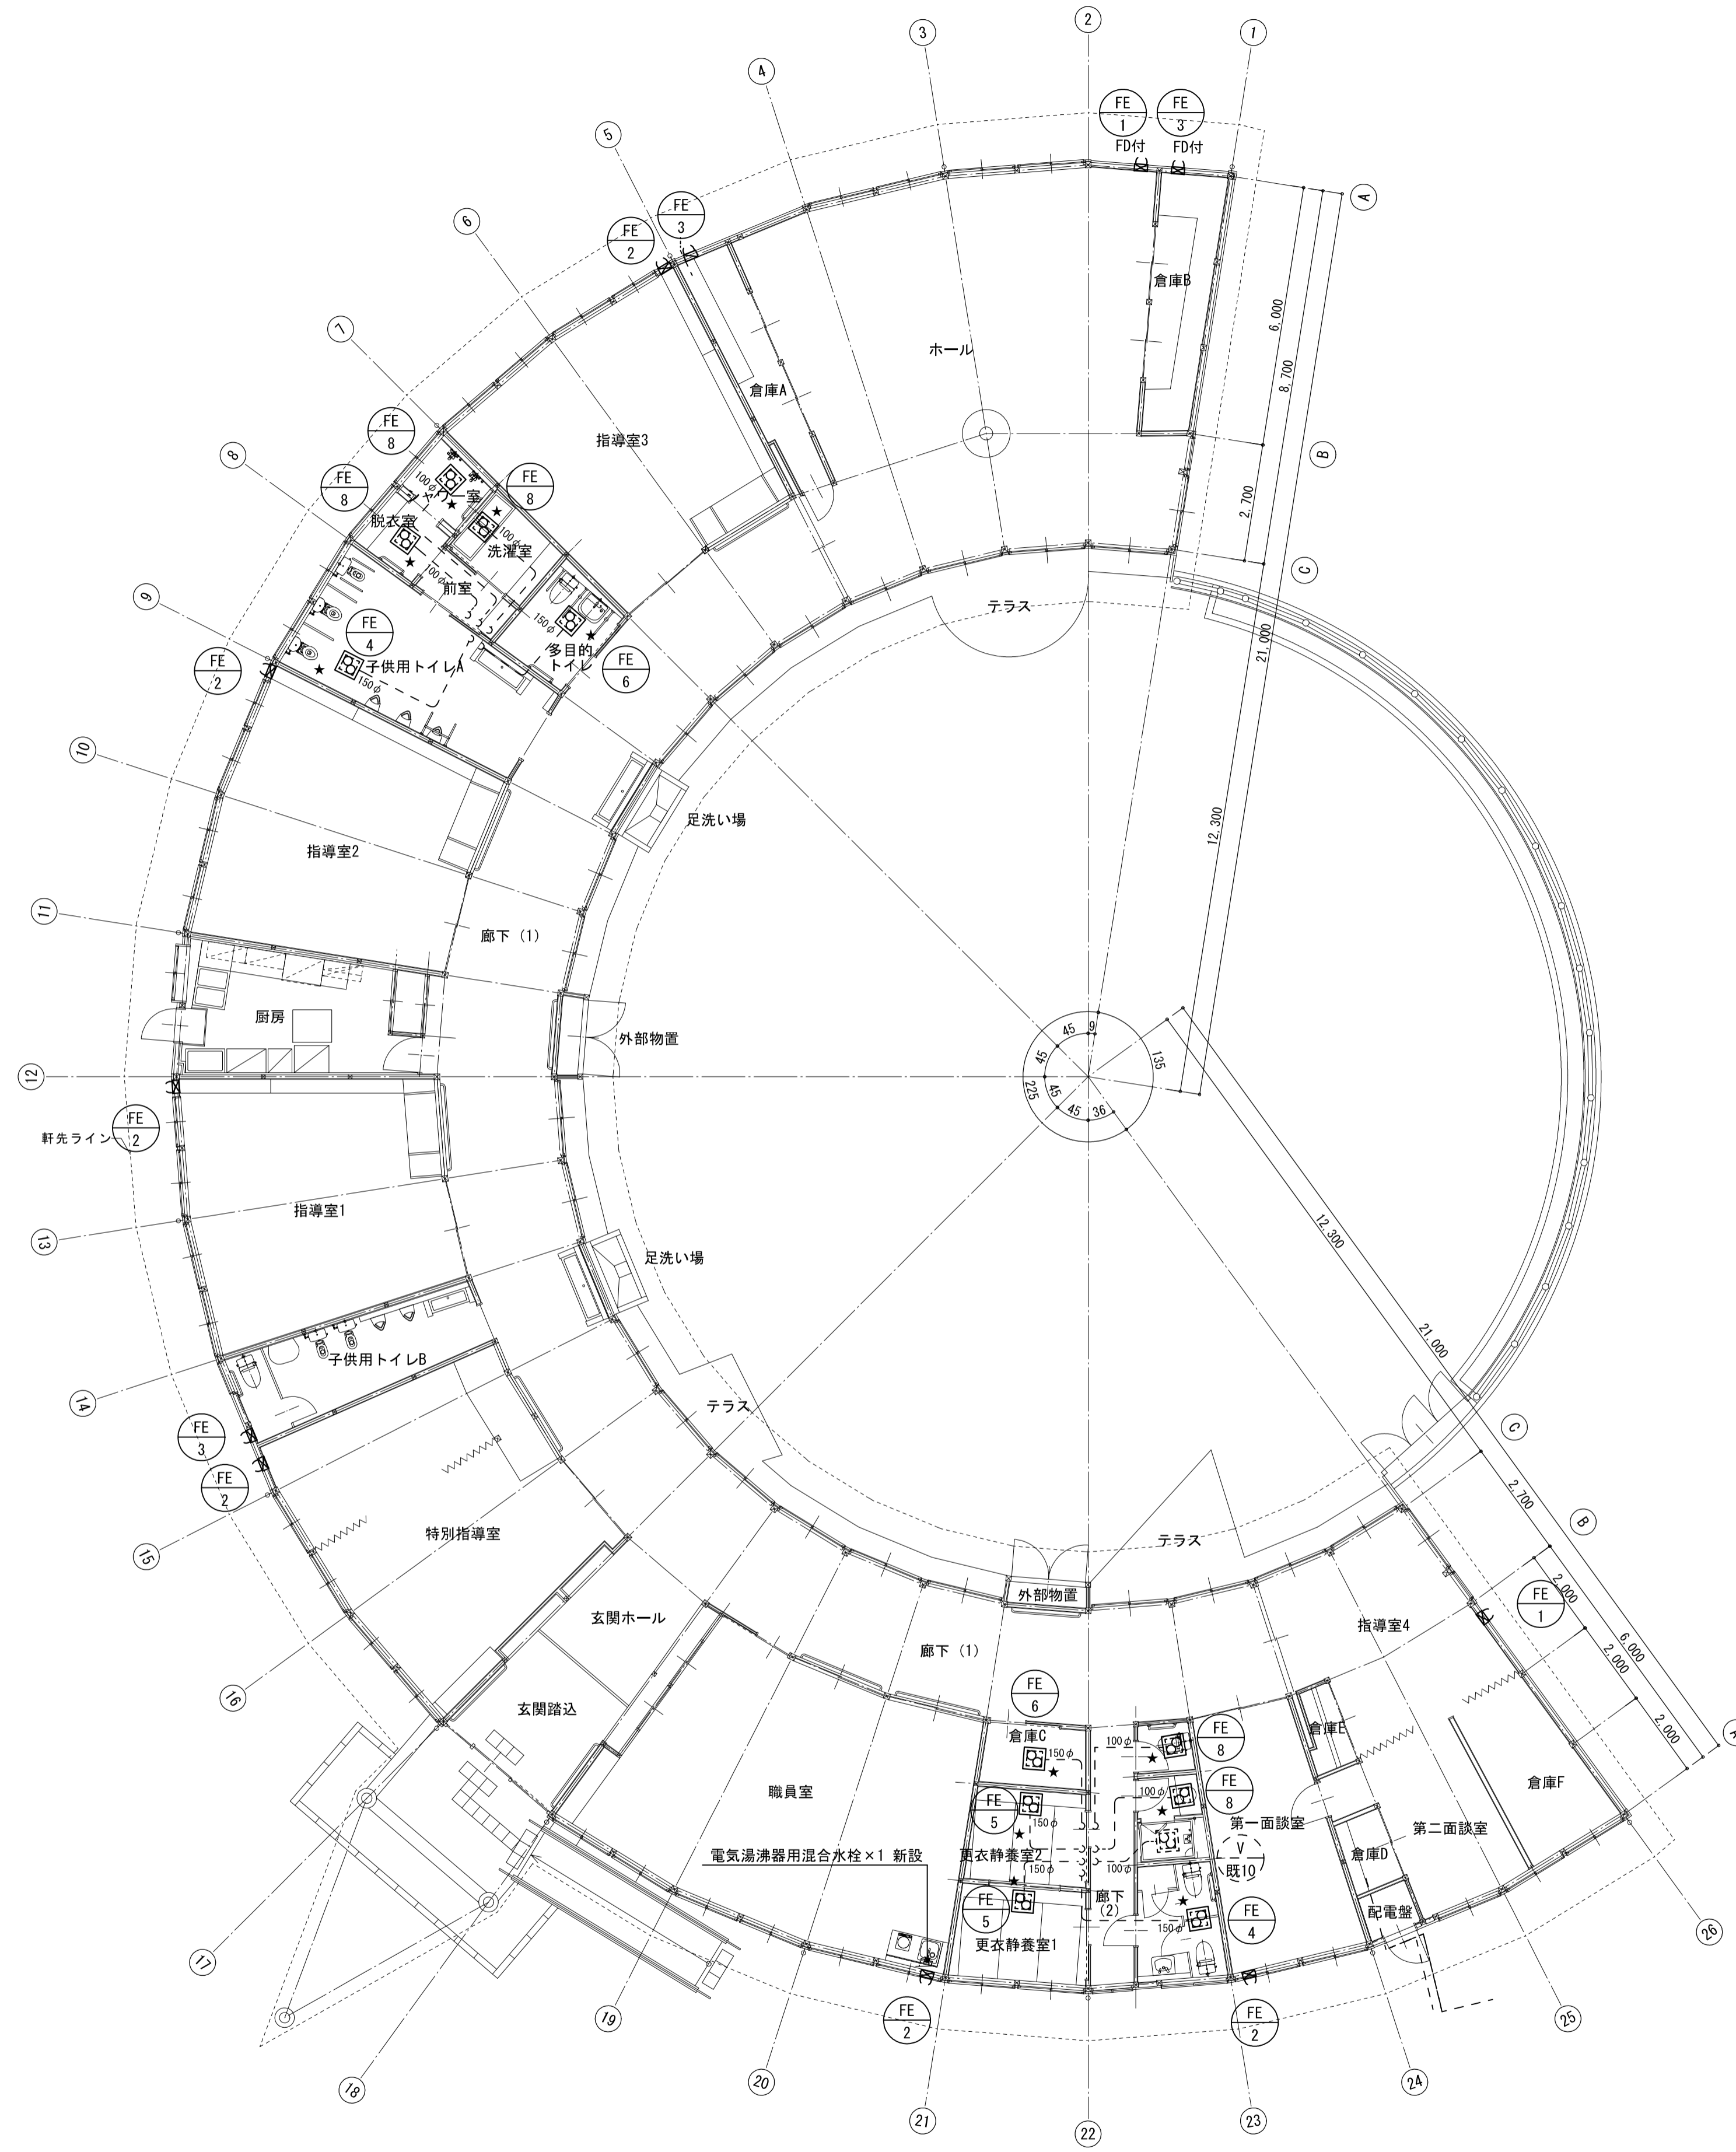 2
3
1
4
FE
1
FD付
FE
3
FD付
5
A
FE
3
6
FE
2
倉庫B
6,000
7
ホール
8,700
倉庫A
FE
8
指導室3
8
B
FE
8
100φ
FE
8
2,700
脱衣室
100φ
洗濯室
100φ
前室
C
9
テラス
150φ
FE
4
多目的
トイレ
FE
6
FE
2
子供用トイレA
150φ
21,000
10
足洗い場
12,300
指導室2
11
廊下（1）
厨房
外部物置
45
9
45
135
12
45
225
45
36
FE
2
軒先ライン
指導室1
12,300
13
足洗い場
21,000
子供用トイレB
14
テラス
C
FE
3
FE
2
2,700
15
特別指導室
テラス
B
外部物置
2,000
FE
1
玄関ホール
指導室4
6,000
廊下（1）
2,000
16
FE
6
玄関踏込
2,000
A
倉庫C
150φ
100φ
FE
8
倉庫E
職員室
100φ
FE
8
倉庫F
FE
5
150φ
第一面談室
第二面談室
電気湯沸器用混合水栓×1 新設
更衣静養室2
150φ
100φ
V
既10
倉庫D
廊下
（2）
FE
5
FE
4
配電盤
150φ
更衣静養室1
26
17
19
FE
2
FE
2
25
18
20
24
21
22
23